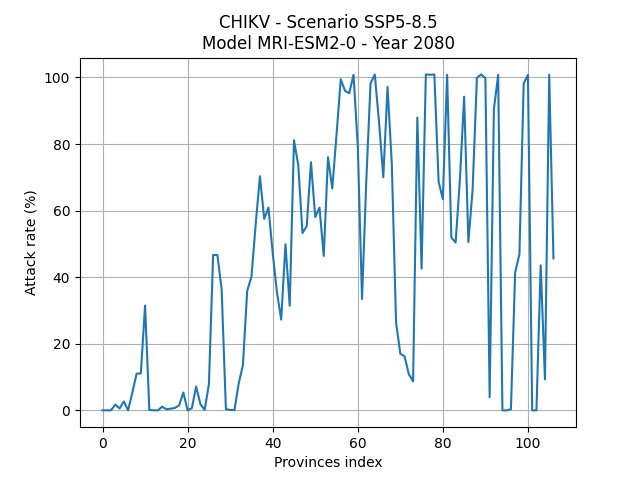 CHIKV - Scenario SSP5-8.5
Model MRI-ESM2-0 - Year 2080
100
80
60
40
20
0
Attack rate (%)
0 20 40 60 80 100
Provinces index